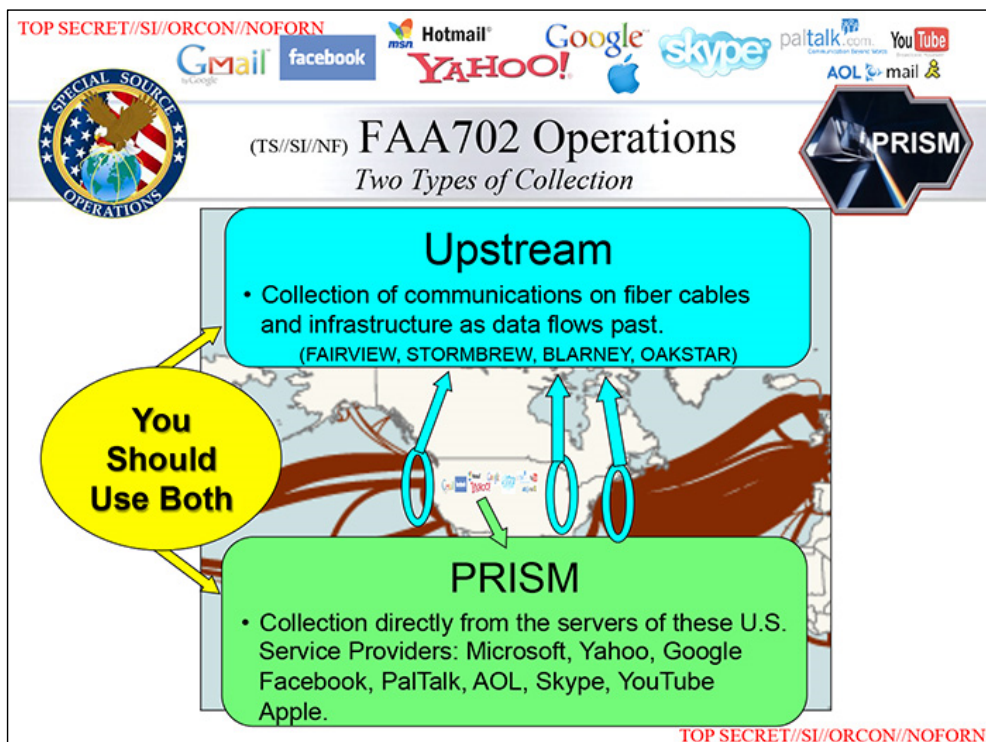 TOP SECRET//SI//ORCON//NOFORN
GMail
by Google
facebook
msn
Hotmail
YAHOO!
Google
skype
paltalk.com
YouTube
AOL mail
SPECIAL SOURCE
OPERATIONS
(TS//SI//NF) FAA702 Operations
Two Types of Collection
PRISM
Upstream
• Collection of communications on fiber cables
and infrastructure as data flows past.
(FAIRVIEW, STORMBREW, BLARNEY, OAKSTAR)
You
Should
Use Both
PRISM
• Collection directly from the servers of these U.S.
Service Providers: Microsoft, Yahoo, Google
Facebook, PalTalk, AOL, Skype, YouTube
Apple.
TOP SECRET//SI//ORCON//NOFORN